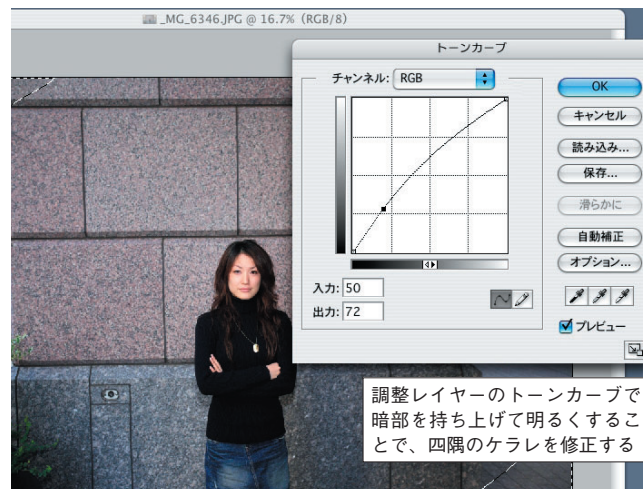 _MG_6346.JPG @ 16.7% (RGB/8)
トーンカーブ
チャンネル: RGB
OK
キャンセル
読み込み...
保存...
滑らかに
自動補正
オプション...
入力: 50
出力: 72
プレビュー
調整レイヤーのトーンカーブで
暗部を持ち上げて明るくするこ
とで、四隅のケラレを修正する